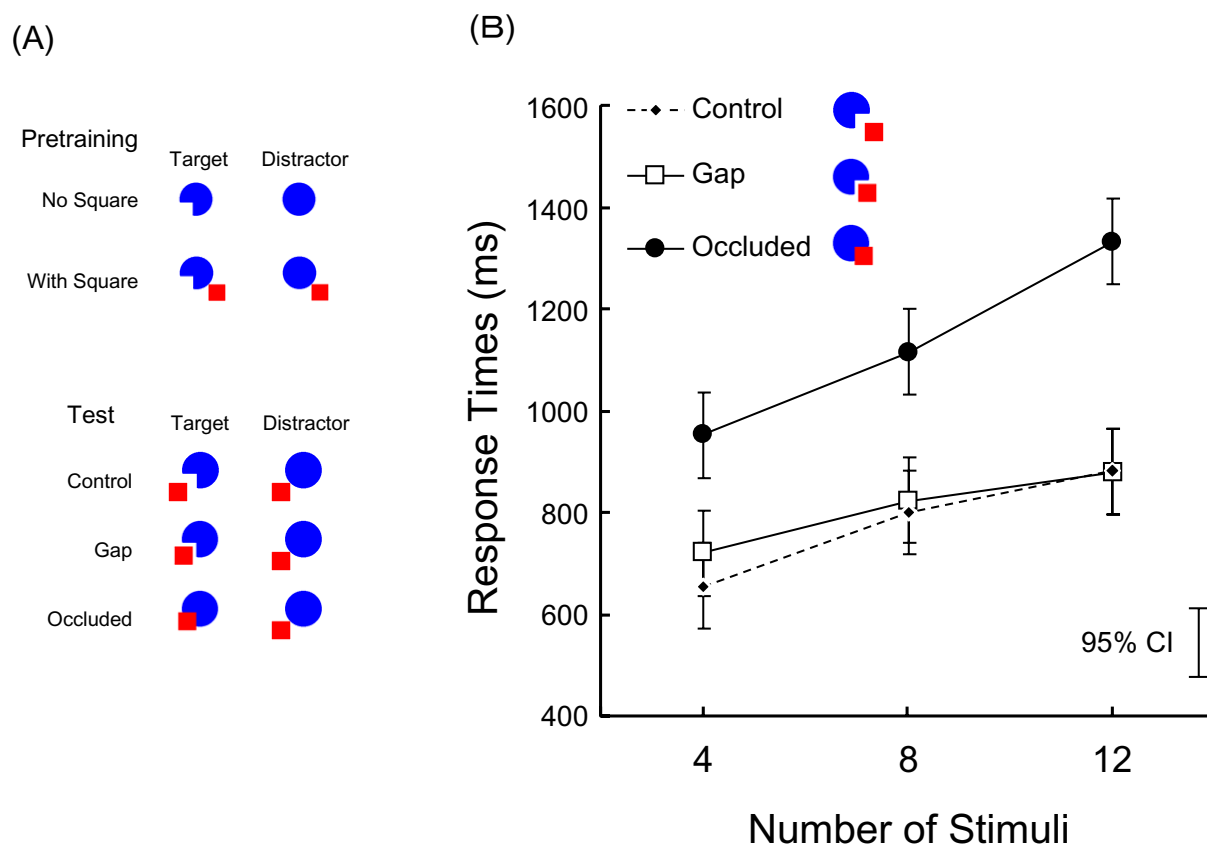 (A)
Pretraining
Target Distractor
No Square
With Square
Test
Target Distractor
Control
Gap
Occluded
(B)
Response Times (ms)
1600
1400
1200
1000
800
600
400
Control
Gap
Occluded
95% CI
4 8 12
Number of Stimuli